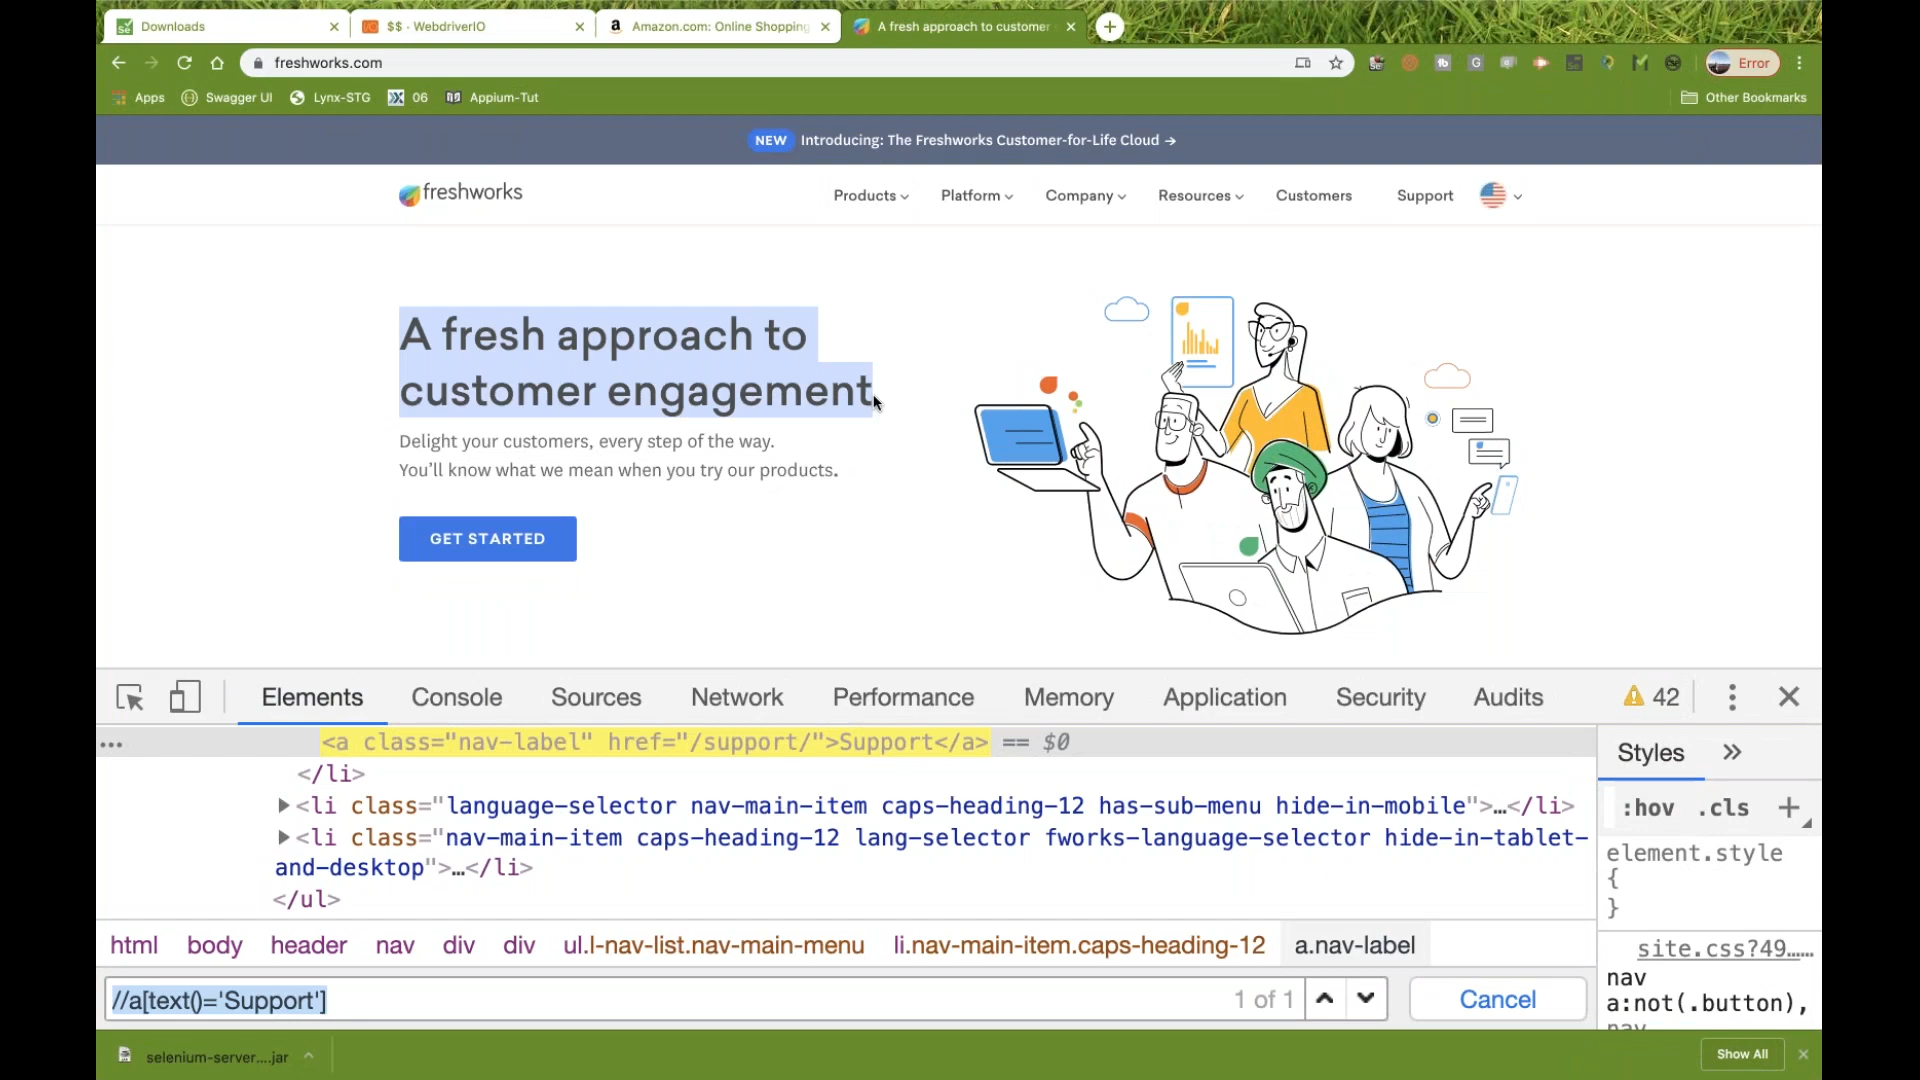 Downloads
$$ · WebdriverIO
Amazon.com: Online Shopping
A fresh approach to customer
freshworks.com
Error
Apps
Swagger UI
Lynx-STG
06
Appium-Tut
Other Bookmarks
NEW Introducing: The Freshworks Customer-for-Life Cloud →
freshworks
Products
Platform
Company
Resources
Customers
Support
A fresh approach to
customer engagement
Delight your customers, every step of the way.
You’ll know what we mean when you try our products.
GET STARTED
Elements
Console
Sources
Network
Performance
Memory
Application
Security
Audits
42
… <a class="nav-label" href="/support/">Support</a> == $0
</li>
<li class="language-selector nav-main-item caps-heading-12 has-sub-menu hide-in-mobile">…</li>
<li class="nav-main-item caps-heading-12 lang-selector fworks-language-selector hide-in-tablet-
and-desktop">…</li>
</ul>
Styles »
:hov .cls +
element.style
{
}
site.css?49……
nav
a:not(.button),
nav
html body header nav div div ul.l-nav-list.nav-main-menu li.nav-main-item.caps-heading-12 a.nav-label
//a[text()='Support']
1 of 1
Cancel
selenium-server....jar
Show All